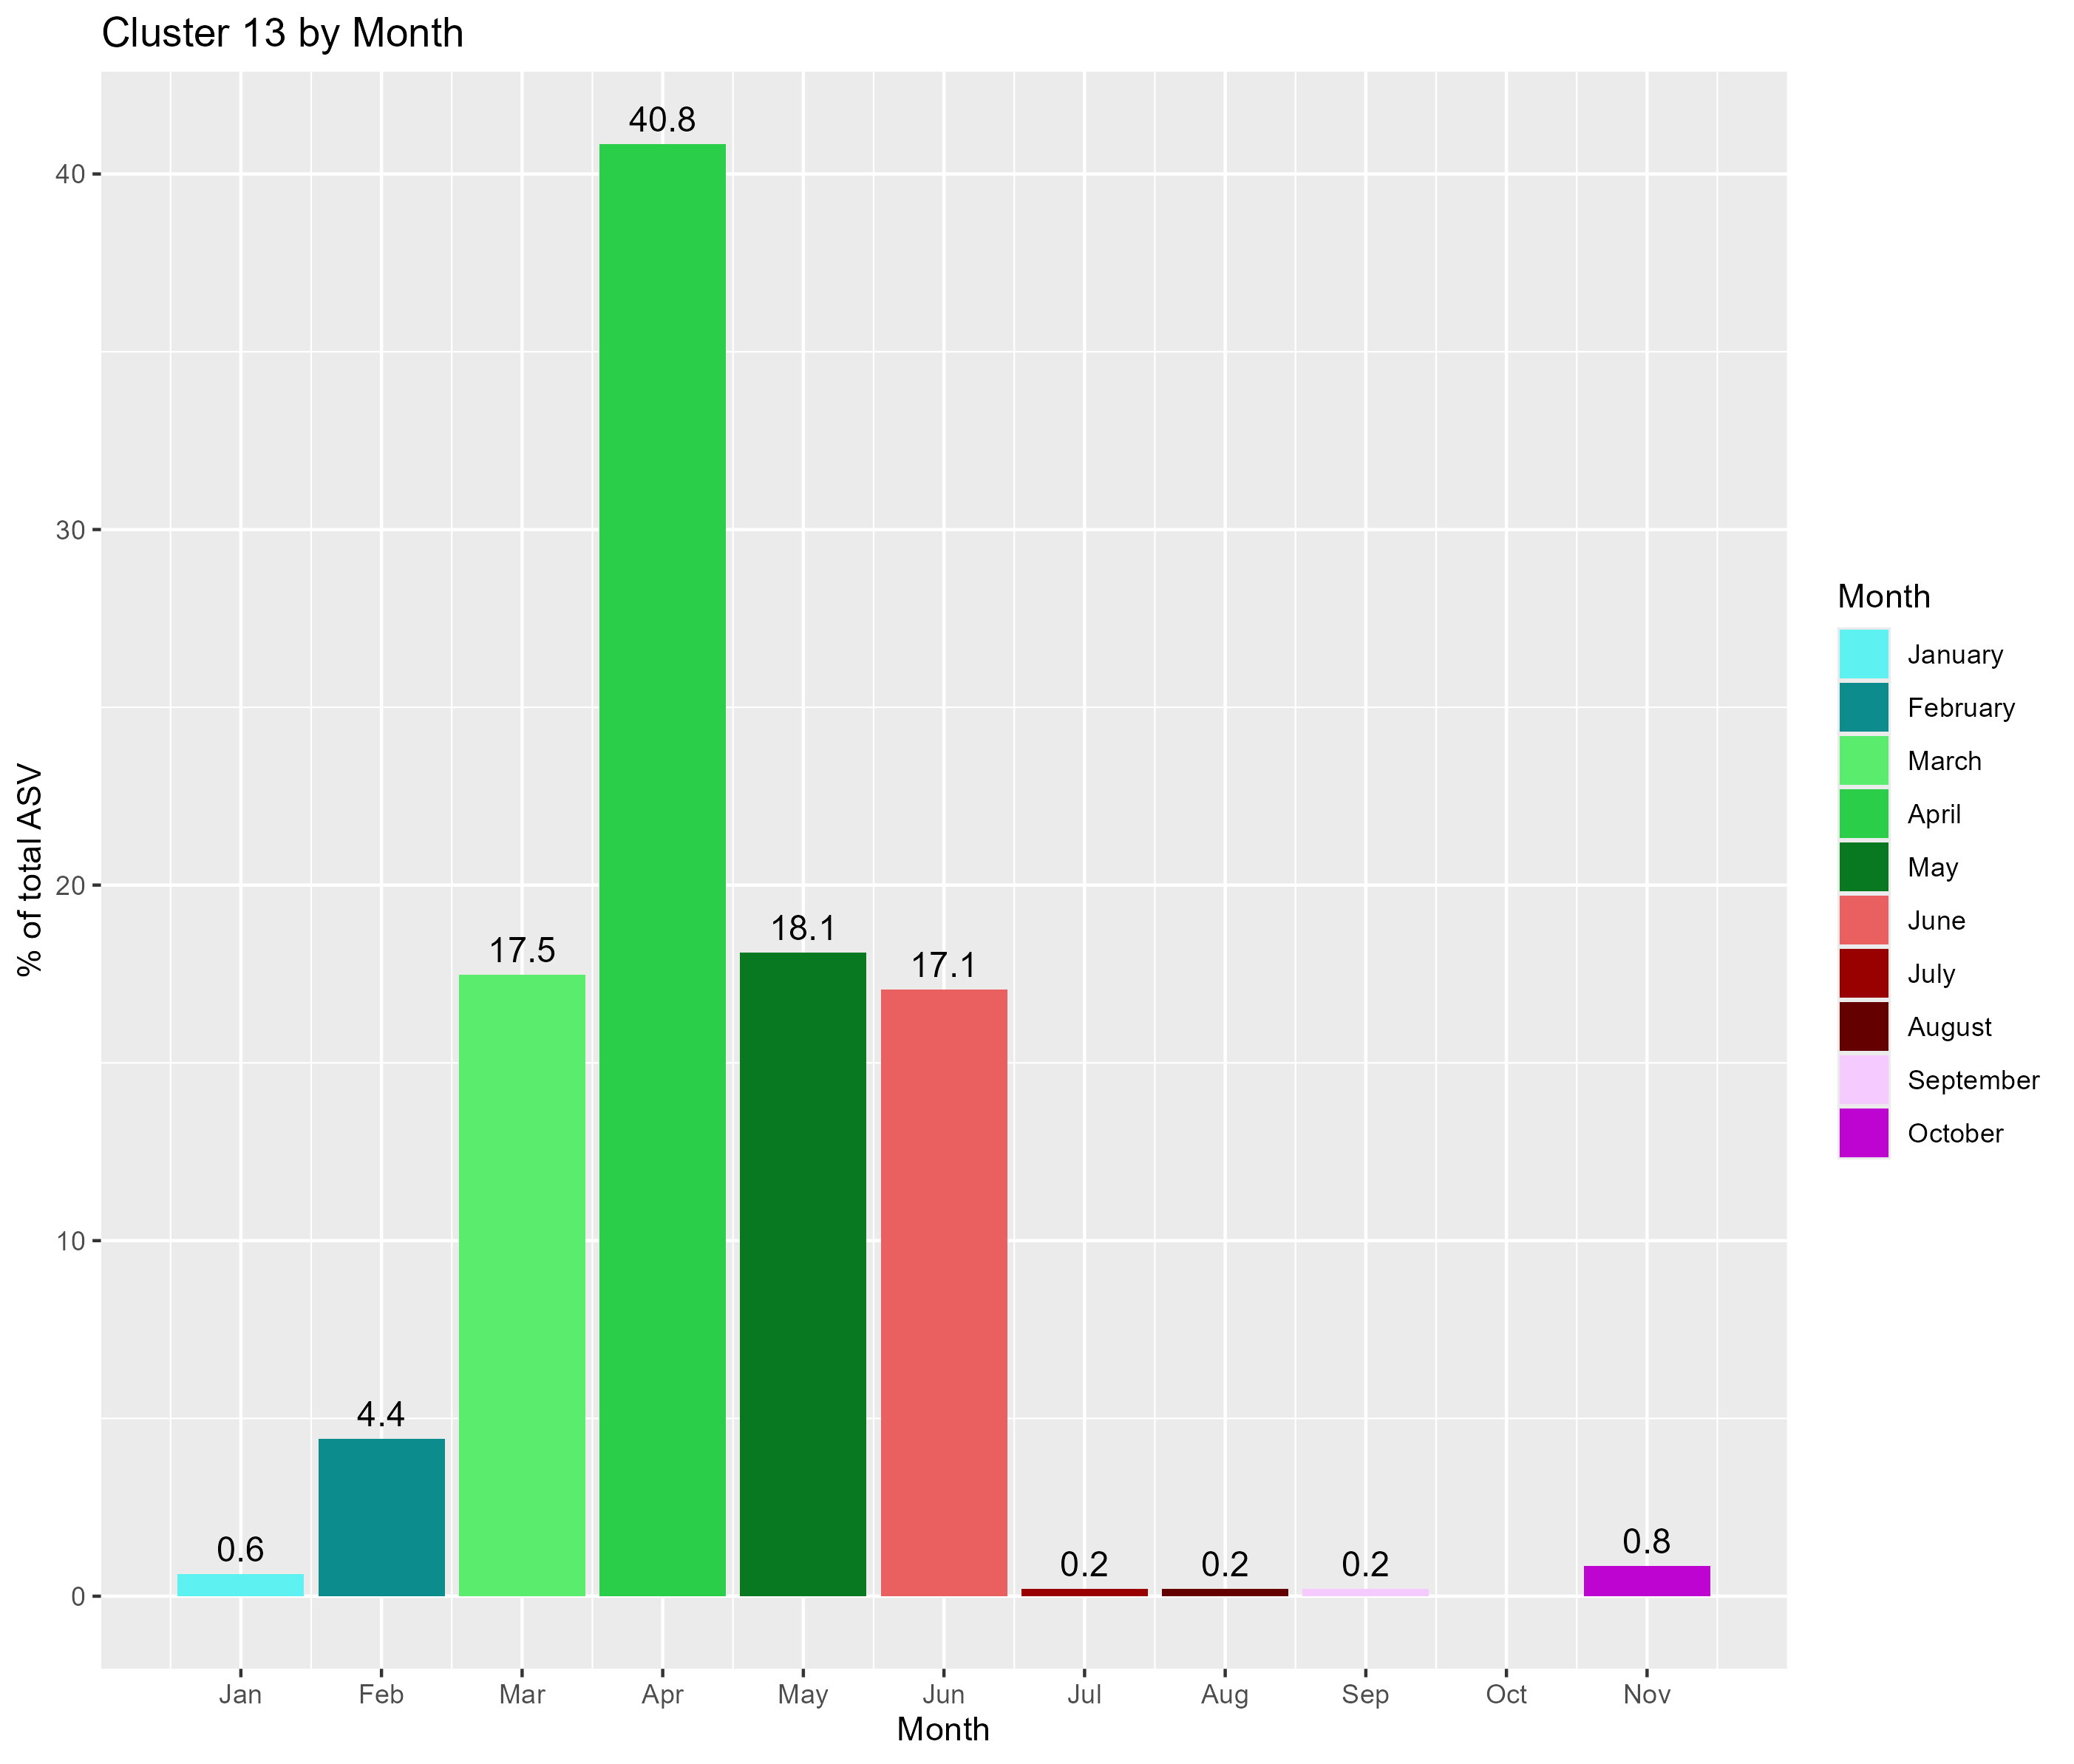 Cluster 13 by Month
% of total ASV
40
30
20
10
0
0.6
4.4
17.5
40.8
18.1
17.1
0.2
0.2
0.2
0.8
Jan Feb Mar Apr May Jun Jul Aug Sep Oct Nov
Month
Month
January
February
March
April
May
June
July
August
September
October